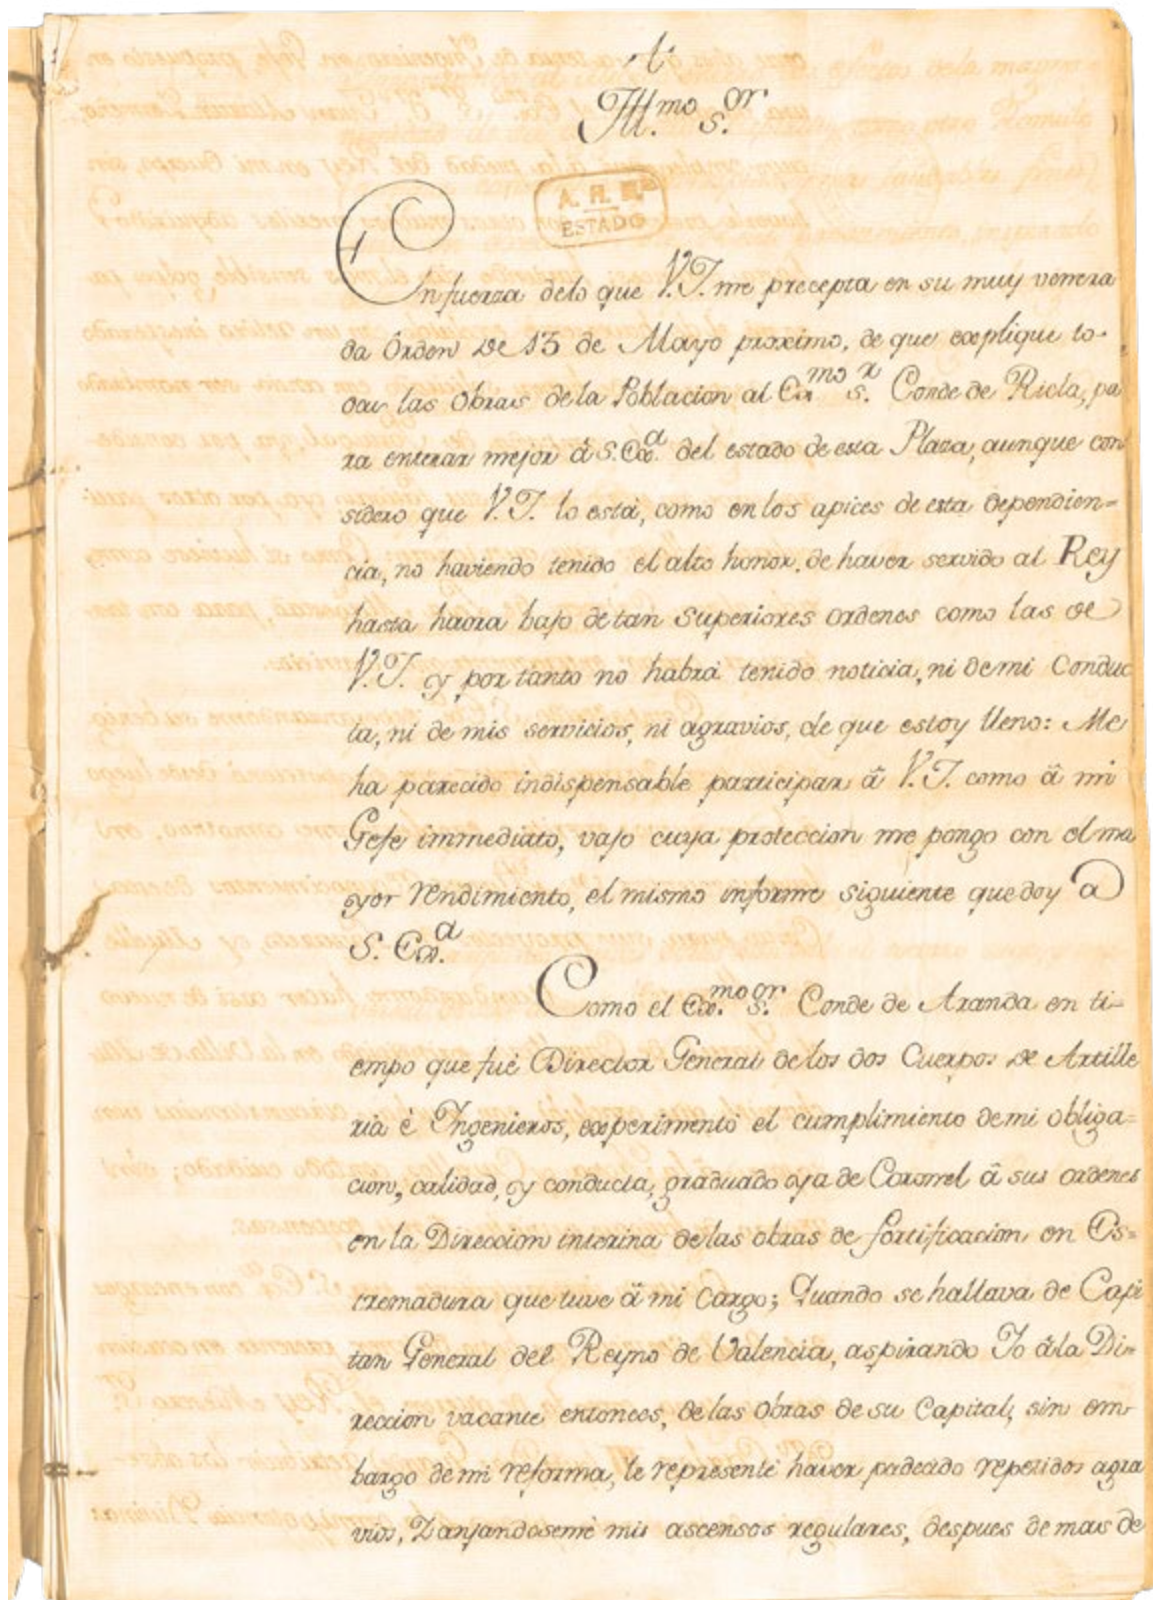 t
Ill.mo s.or
A. H. N.
ESTADO
En fuerza delo que V.I. me precepta en su muy venera
da Orden de 13 de Mayo proximo, de que explique to-
das las Obras dela Poblacion al Ex.mo s.r Conde de Ricla, pa
ra enterar mejor á S. Ex.a del estado de esta Plaza, aunque con
sidero que V.I. lo está, como en los apices de esta dependien=
cia, no haviendo tenido el alto honor de haver servido al Rey
hasta haora bajo de tan Superiores ordenes como las de
V.I. y por tanto no habrá tenido noticia, ni de mi Conduc
ta, ni de mis servicios, ni agravios, de que estoy lleno: Me
ha parecido indispensable participar â V.I. como â mi
Gefe immediato, vajo cuya proteccion me pongo con el ma
yor rendimiento, el mismo informe siguiente que doy a
S. Ex.a
Como el Ex.mo s.or Conde de Aranda en ti-
empo que fué Director General de los dos Cuerpos de Artille
ria è Ingenieros, experimentó el cumplimiento de mi obliga=
cion, calidad, y conducta, graduado ya de Coronel â sus ordenes
en la Direccion interina de las obras de fortificacion en Es=
tremadura que tuve â mi Cargo; Quando se hallava de Capi
tan General del Reyno de Valencia, aspirando Io âla Di-
reccion vacante entonces, de las Obras de su Capital, sin em
bargo de mi reforma, le representé haver padecido repetidos agra
vios, Zanjandoseme mis ascensos regulares, despues de mas de